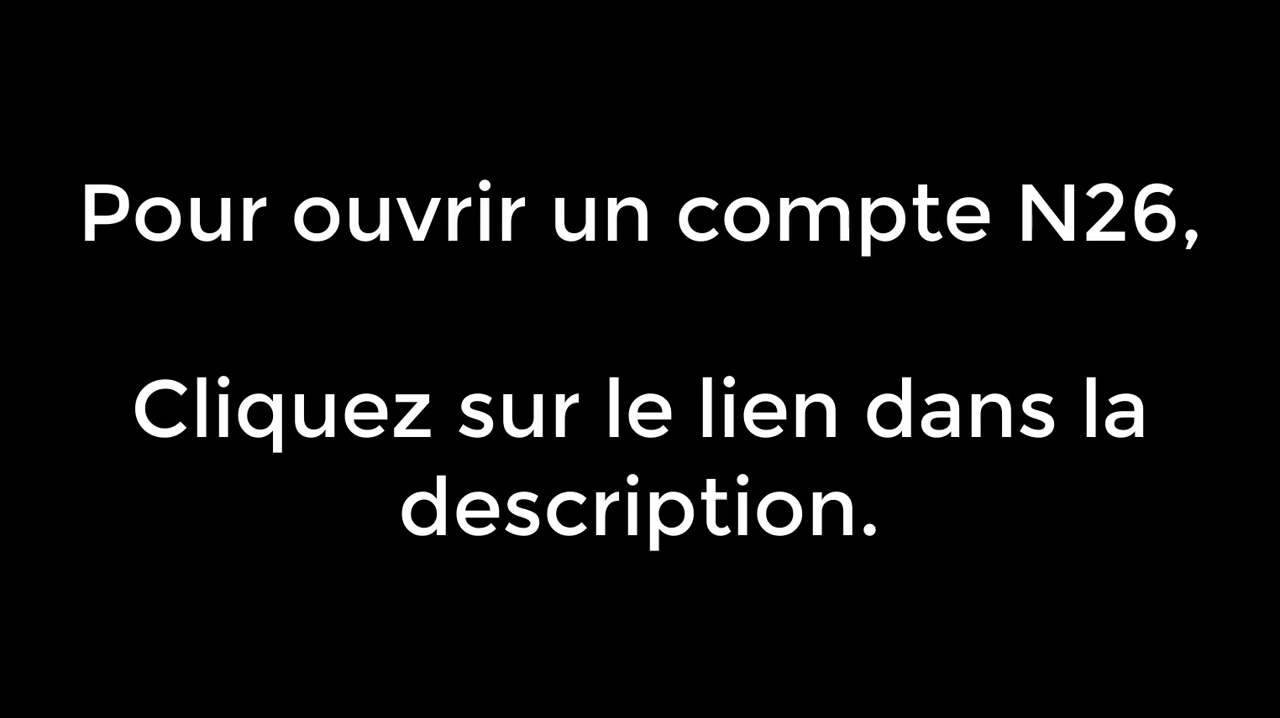 Pour ouvrir un compte N26,
Cliquez sur le lien dans la
description.